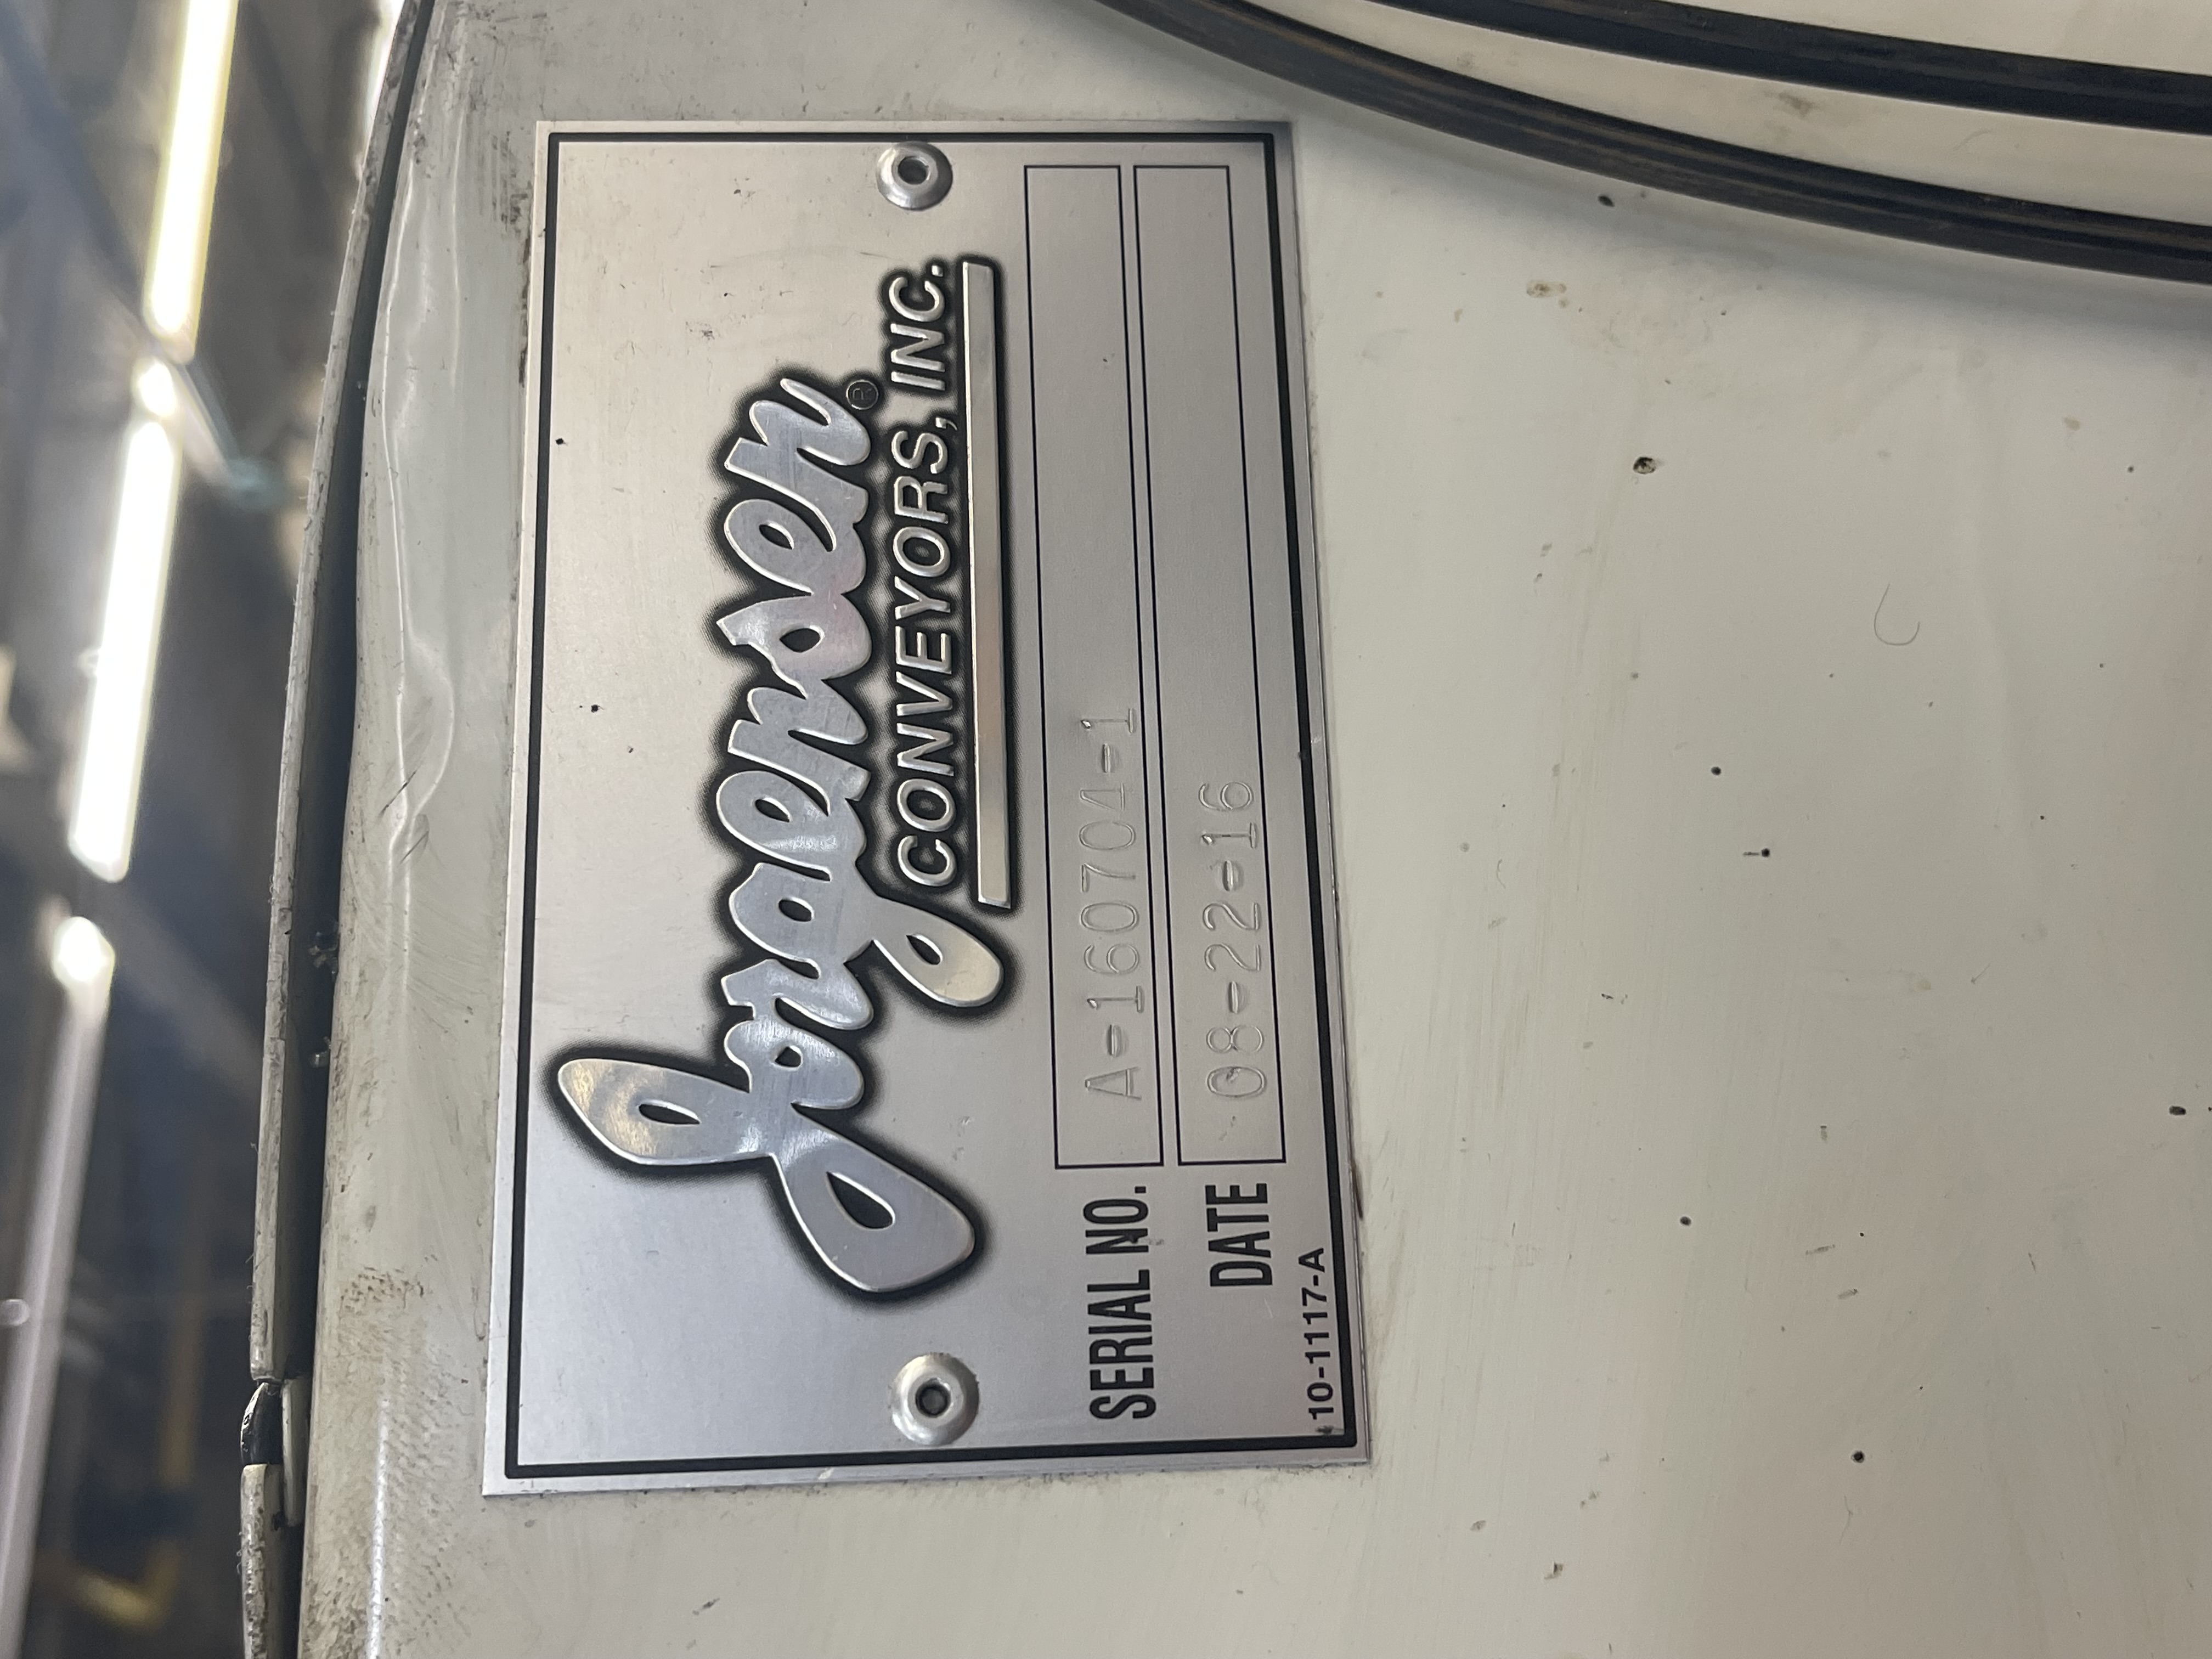 Jorgensen®
CONVEYORS, INC.
SERIAL NO. A-160704-1
DATE 08-22-16
10-1117-A